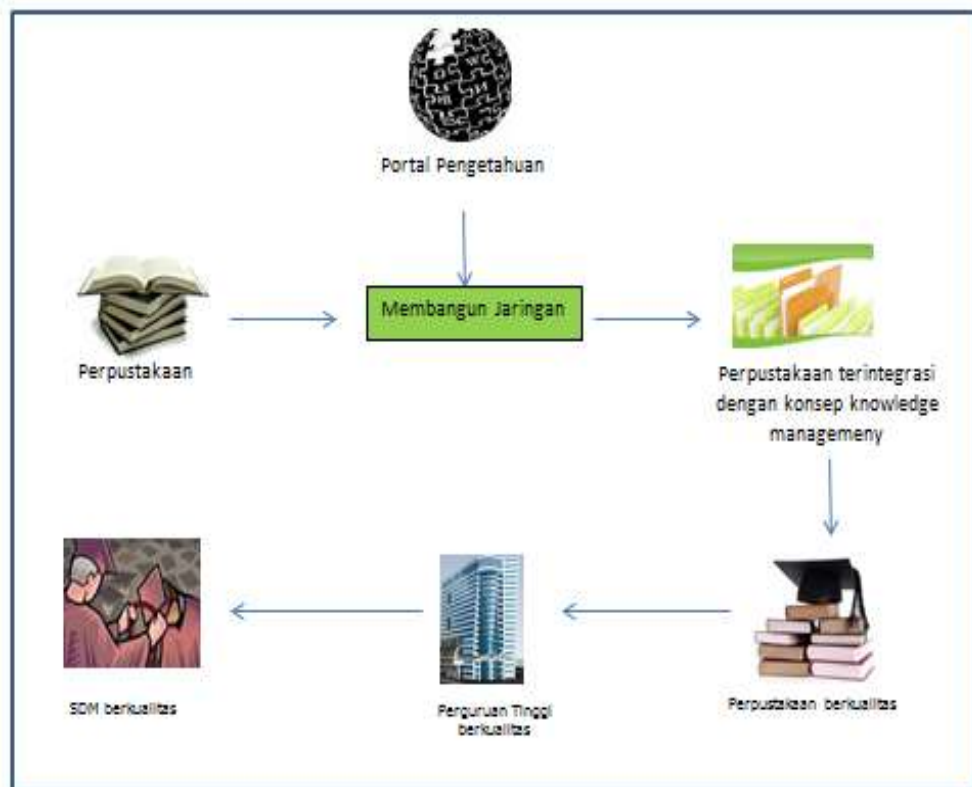 Portal Pengetahuan
Membangun Jaringan
Perpustakaan
Perpustakaan terintegrasi
dengan konsep knowledge
managemeny
SDM berkualitas
Perguruan Tinggi
berkualitas
Perpustakaan berkualitas